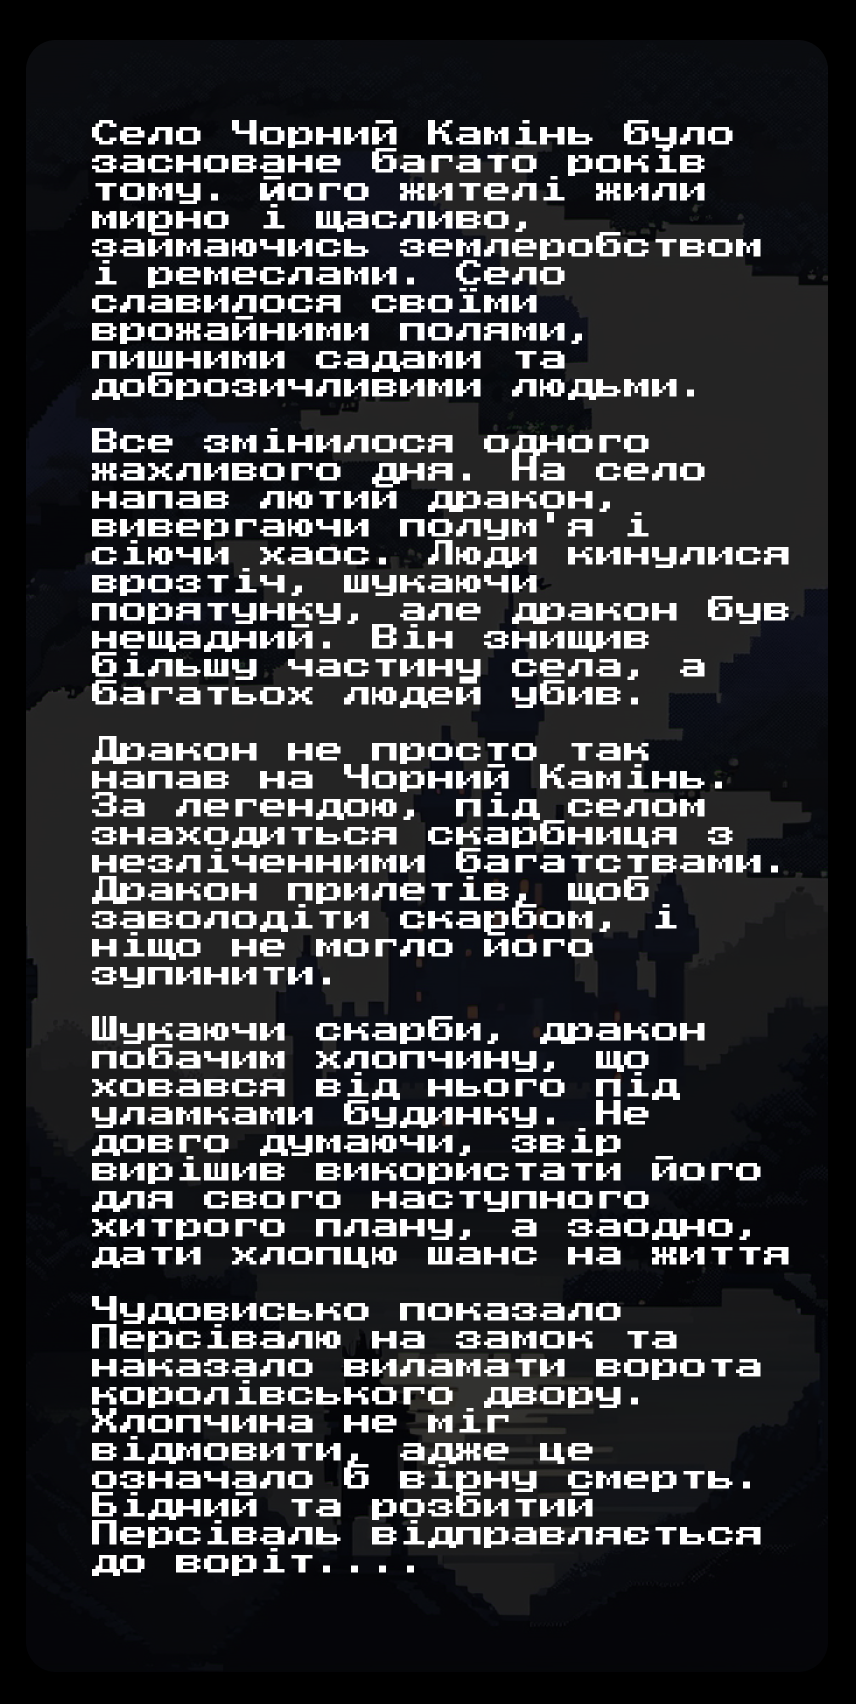 Село Чорний Камінь було
засноване багато років
тому. Його жителі жили
мирно і щасливо,
займаючись землеробством
і ремеслами. Село
славилося своїми
врожайними полями,
пишними садами та
доброзичливими людьми.
Все змінилося одного
жахливого дня. На село
напав лютий дракон,
вивергаючи полум'я і
сіючи хаос. Люди кинулися
врозтіч, шукаючи
порятунку, але дракон був
нещадний. Він знищив
більшу частину села, а
багатьох людей убив.
Дракон не просто так
напав на Чорний Камінь.
За легендою, під селом
знаходиться скарбниця з
незліченними багатствами.
Дракон прилетів, щоб
заволодіти скарбом, і
ніщо не могло його
зупинити.
Шукаючи скарби, дракон
побачим хлопчину, що
ховався від нього під
уламками будинку. Не
довго думаючи, звір
вирішив використати його
для свого наступного
хитрого плану, а заодно,
дати хлопцю шанс на життя
Чудовисько показало
Персівалю на замок та
наказало виламати ворота
королівського двору.
Хлопчина не міг
відмовити, адже це
означало б вірну смерть.
Бідний та розбитий
Персіваль відправляється
до воріт....